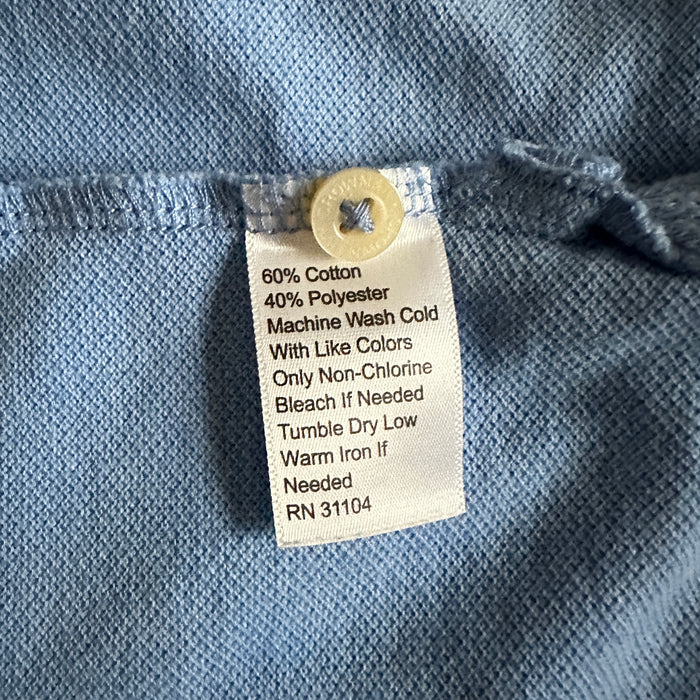 60% Cotton
40% Polyester
Machine Wash Cold
With Like Colors
Only Non-Chlorine
Bleach If Needed
Tumble Dry Low
Warm Iron If
Needed
RN 31104